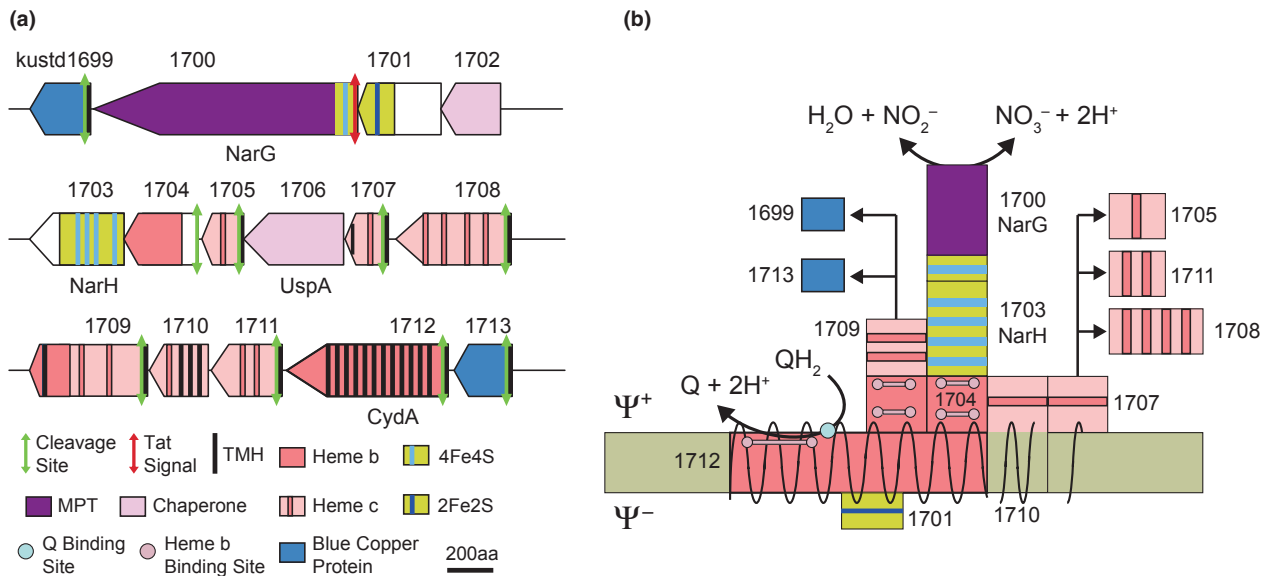 (a)
kustd1699 1700 1701 1702
NarG
1703 1704 1705 1706 1707 1708
NarH UspA
1709 1710 1711 1712 1713
CydA
Cleavage Site
Tat Signal
TMH
Heme b
4Fe4S
MPT
Chaperone
Heme c
2Fe2S
Q Binding Site
Heme b Binding Site
Blue Copper Protein
200aa
(b)
H₂O + NO₂⁻ NO₃⁻ + 2H⁺
1699
1713
1709
1700
NarG
1703
NarH
1705
1711
1708
QH₂
Q + 2H⁺
1704
1707
Ψ⁺
1712
Ψ⁻
1701
1710